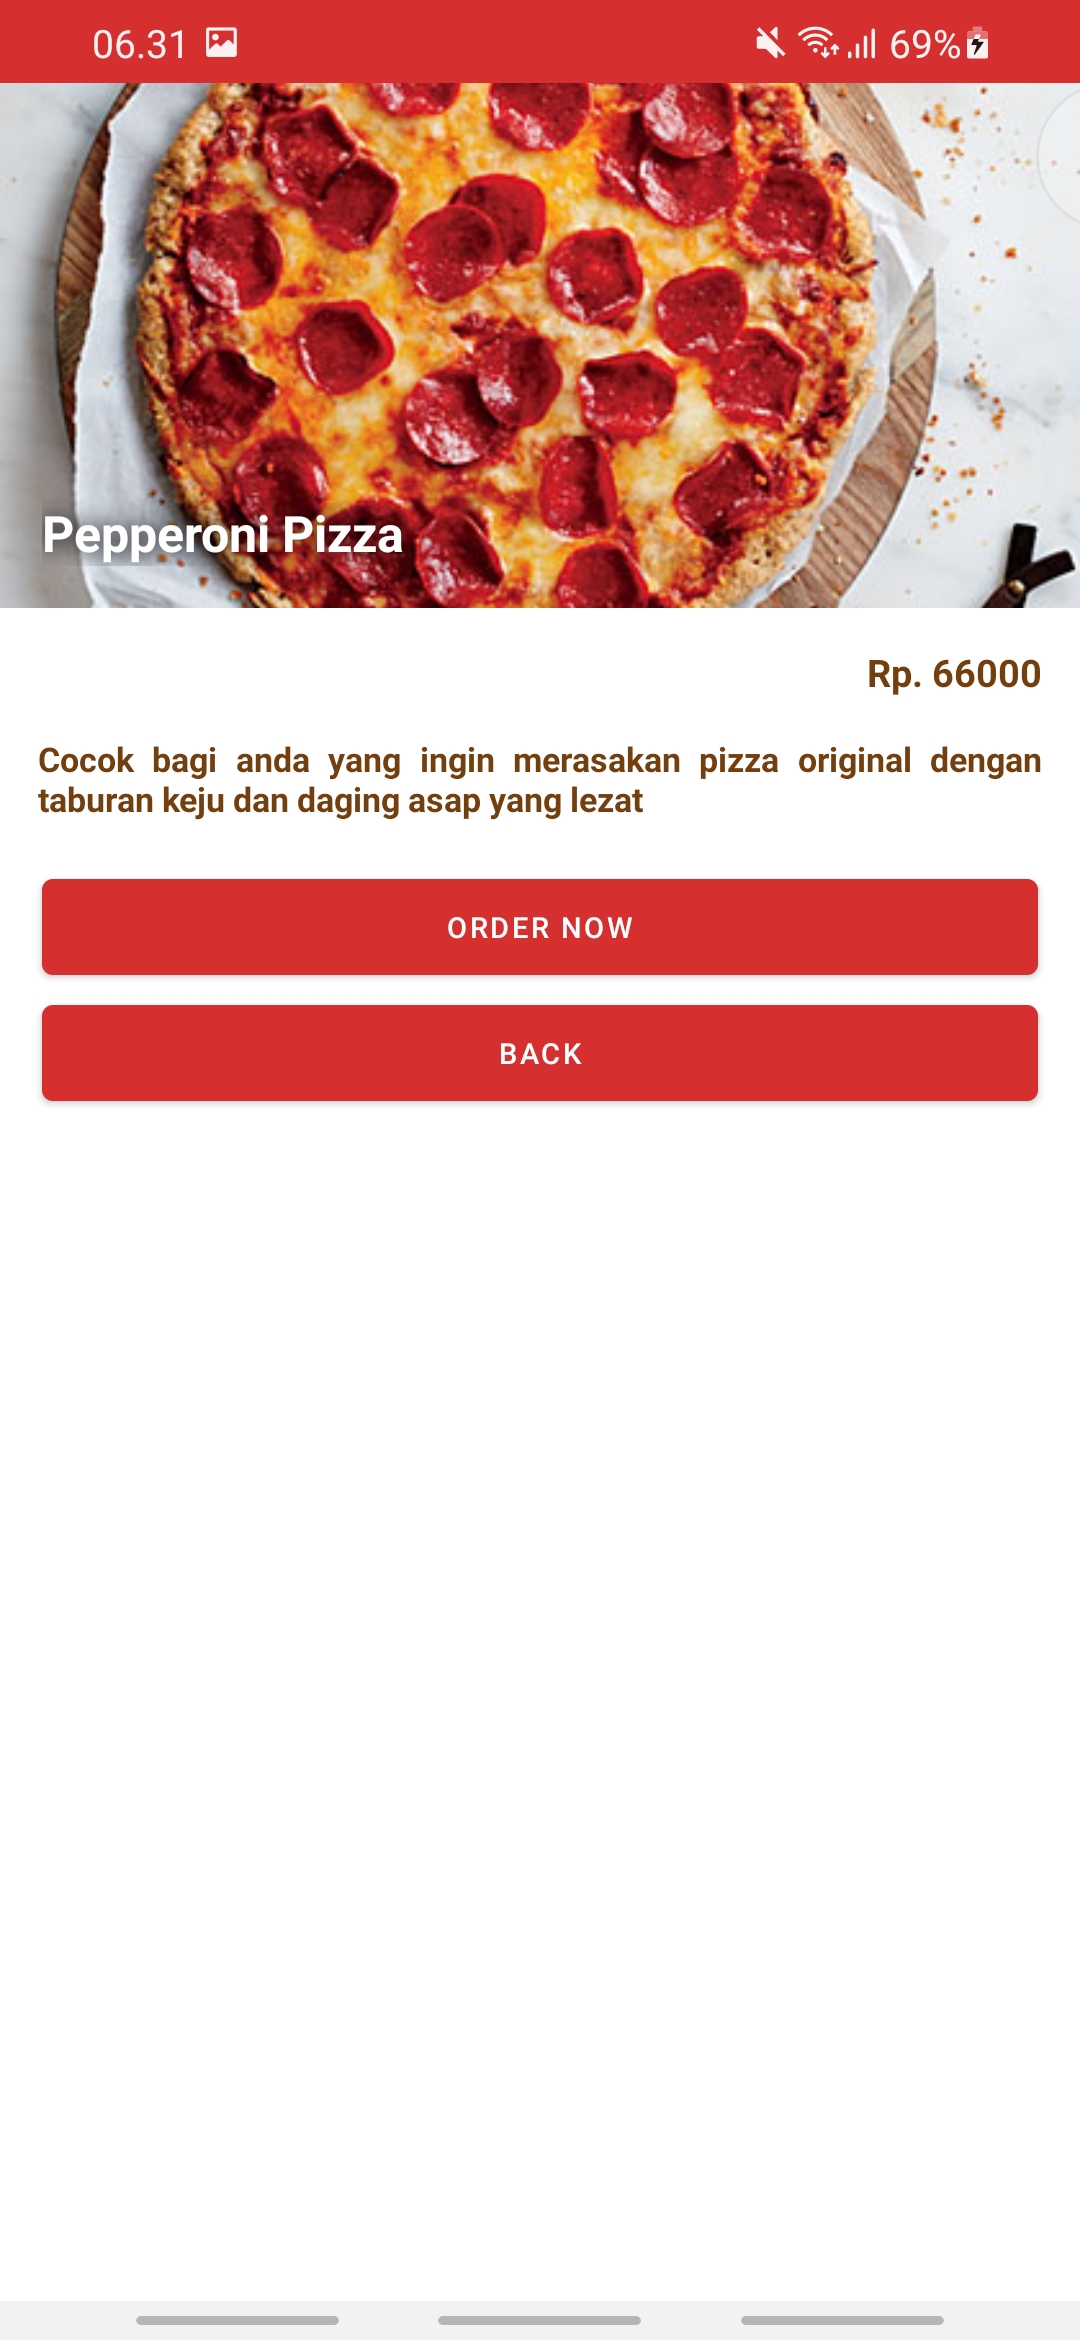 06.31
69%
Pepperoni Pizza
Rp. 66000
Cocok bagi anda yang ingin merasakan pizza original dengan
taburan keju dan daging asap yang lezat
ORDER NOW
BACK